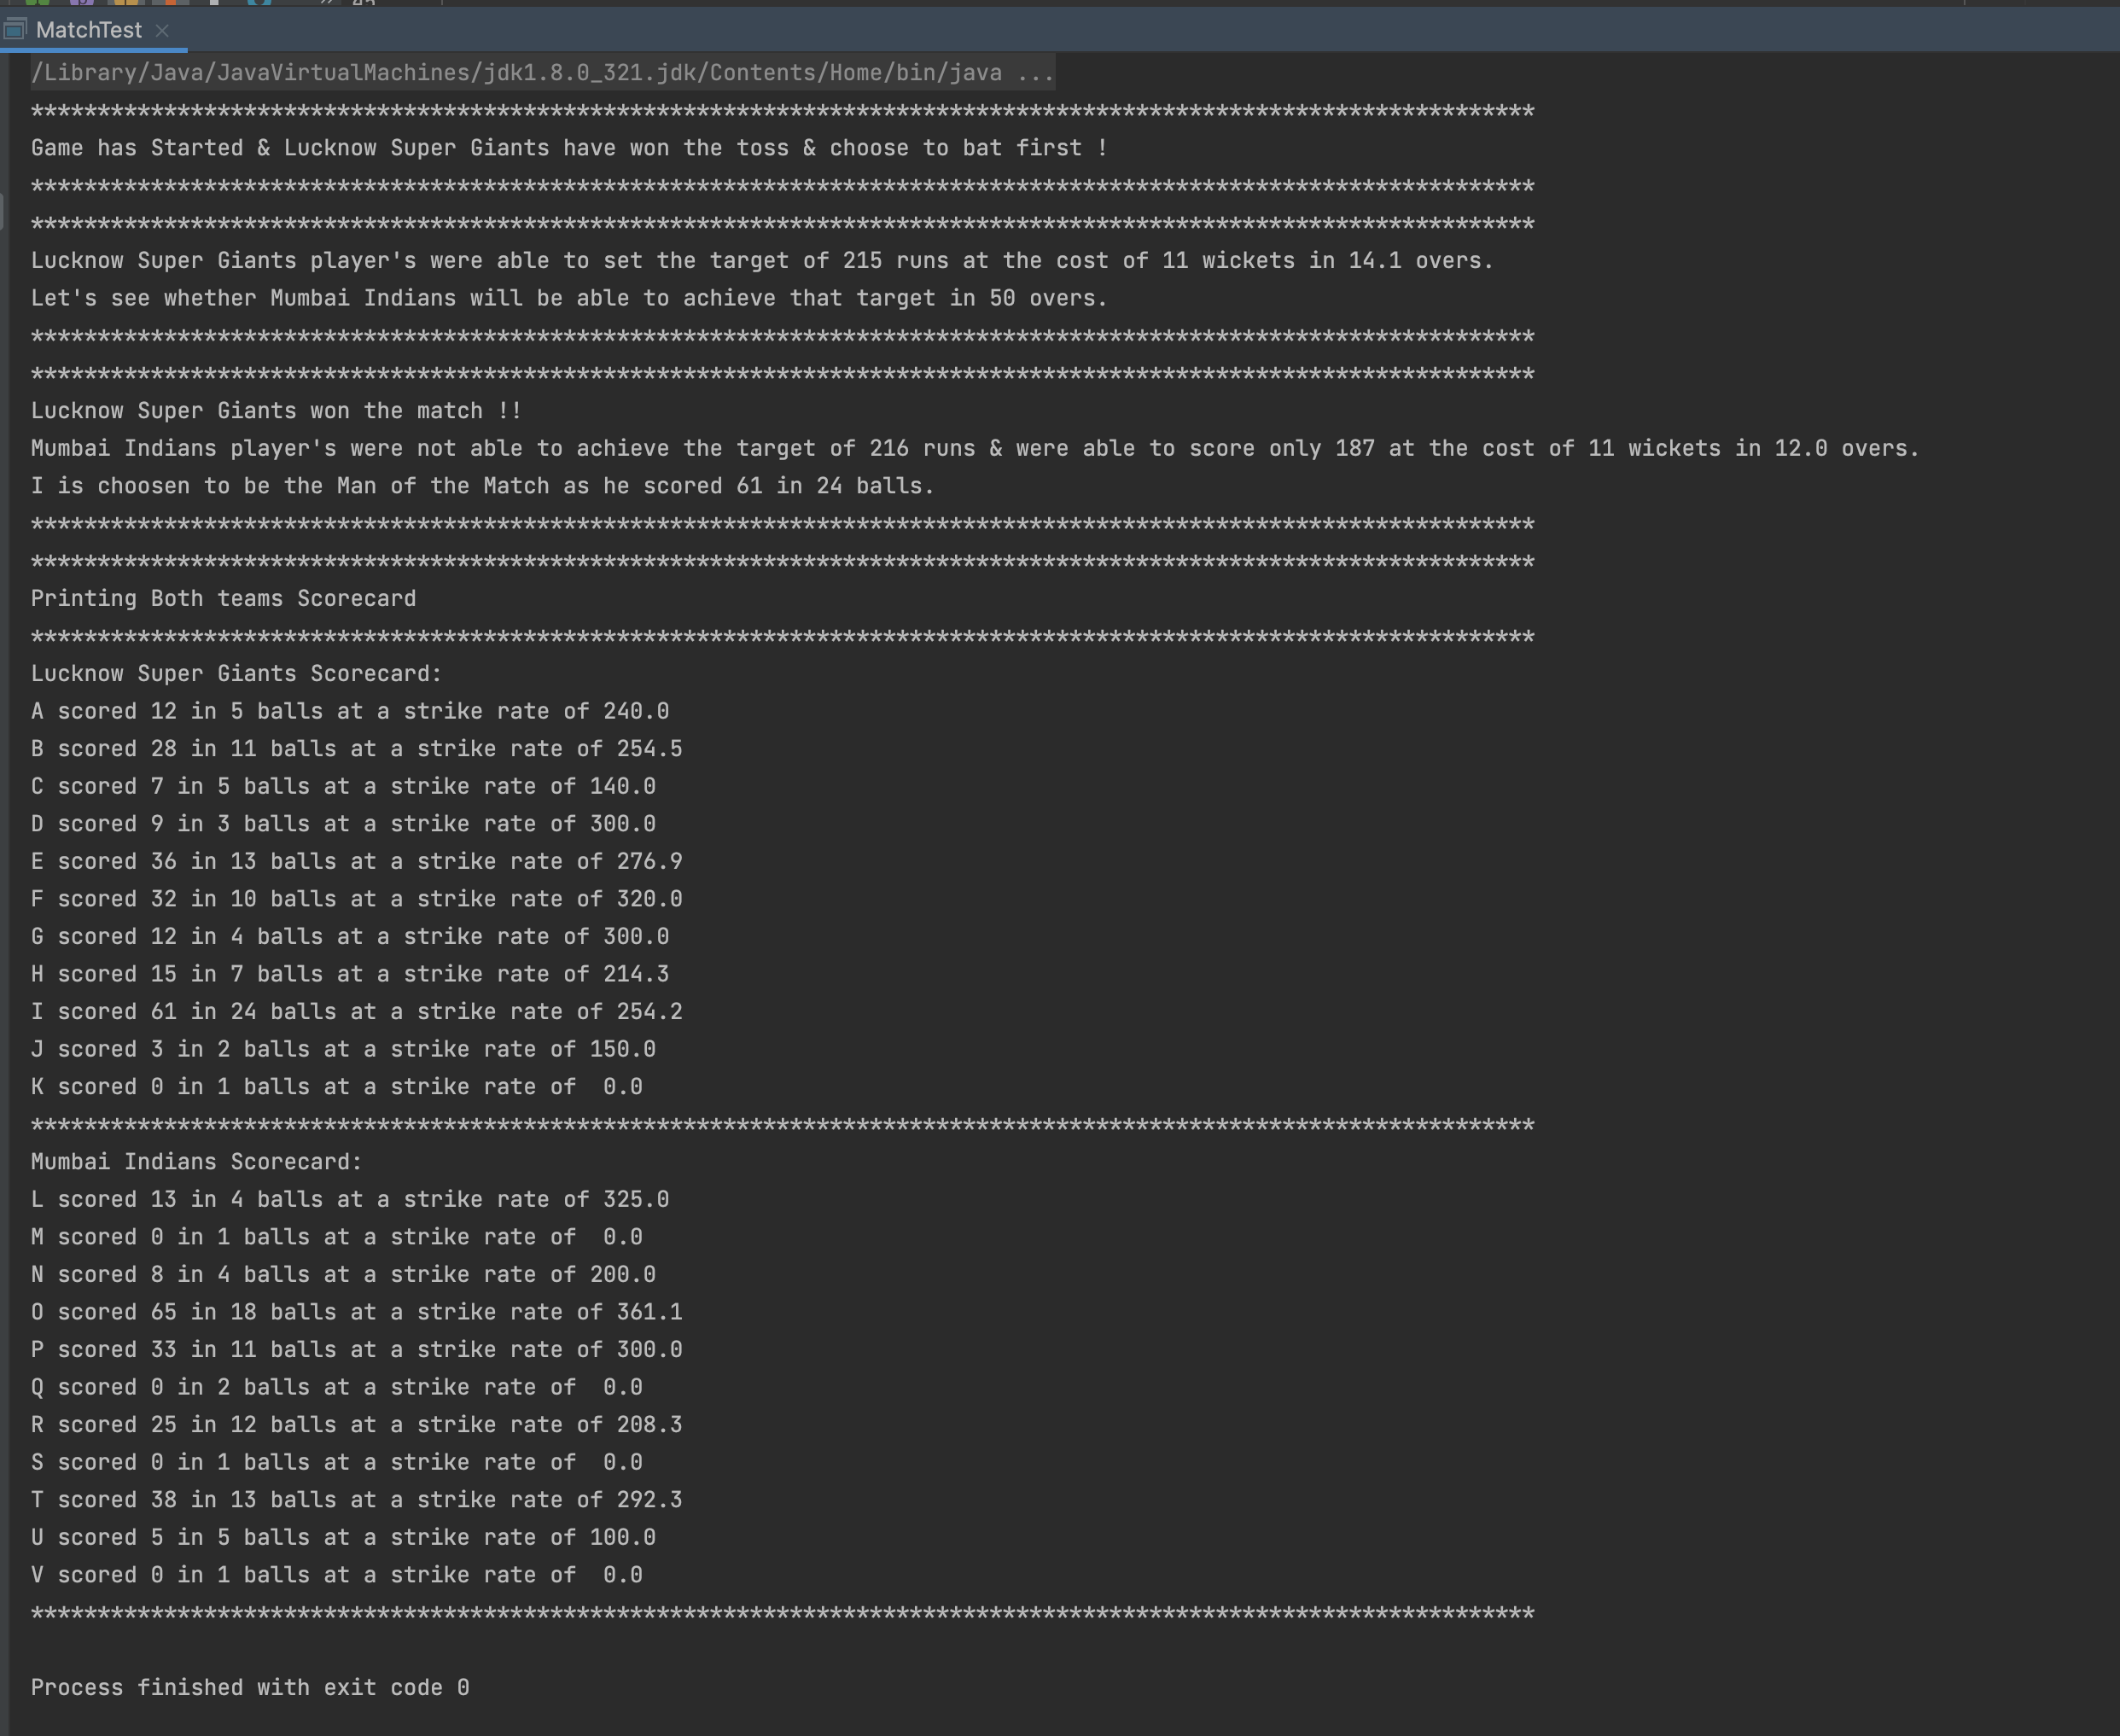 MatchTest
/Library/Java/JavaVirtualMachines/jdk1.8.0_321.jdk/Contents/Home/bin/java ...
*****************************************************************************************************************
Game has Started & Lucknow Super Giants have won the toss & choose to bat first !
*****************************************************************************************************************
*****************************************************************************************************************
Lucknow Super Giants player's were able to set the target of 215 runs at the cost of 11 wickets in 14.1 overs.
Let's see whether Mumbai Indians will be able to achieve that target in 50 overs.
*****************************************************************************************************************
*****************************************************************************************************************
Lucknow Super Giants won the match !!
Mumbai Indians player's were not able to achieve the target of 216 runs & were able to score only 187 at the cost of 11 wickets in 12.0 overs.
I is choosen to be the Man of the Match as he scored 61 in 24 balls.
*****************************************************************************************************************
*****************************************************************************************************************
Printing Both teams Scorecard
*****************************************************************************************************************
Lucknow Super Giants Scorecard:
A scored 12 in 5 balls at a strike rate of 240.0
B scored 28 in 11 balls at a strike rate of 254.5
C scored 7 in 5 balls at a strike rate of 140.0
D scored 9 in 3 balls at a strike rate of 300.0
E scored 36 in 13 balls at a strike rate of 276.9
F scored 32 in 10 balls at a strike rate of 320.0
G scored 12 in 4 balls at a strike rate of 300.0
H scored 15 in 7 balls at a strike rate of 214.3
I scored 61 in 24 balls at a strike rate of 254.2
J scored 3 in 2 balls at a strike rate of 150.0
K scored 0 in 1 balls at a strike rate of  0.0
*****************************************************************************************************************
Mumbai Indians Scorecard:
L scored 13 in 4 balls at a strike rate of 325.0
M scored 0 in 1 balls at a strike rate of  0.0
N scored 8 in 4 balls at a strike rate of 200.0
O scored 65 in 18 balls at a strike rate of 361.1
P scored 33 in 11 balls at a strike rate of 300.0
Q scored 0 in 2 balls at a strike rate of  0.0
R scored 25 in 12 balls at a strike rate of 208.3
S scored 0 in 1 balls at a strike rate of  0.0
T scored 38 in 13 balls at a strike rate of 292.3
U scored 5 in 5 balls at a strike rate of 100.0
V scored 0 in 1 balls at a strike rate of  0.0
*****************************************************************************************************************
Process finished with exit code 0